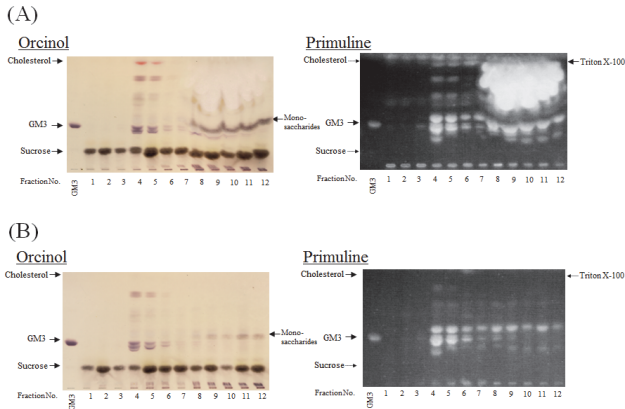 (A)
Orcinol
Primuline
Cholesterol
Triton X-100
GM3
Mono-
saccharides
GM3
Sucrose
Sucrose
Fraction No. 1 2 3 4 5 6 7 8 9 10 11 12
GM3
Fraction No. 1 2 3 4 5 6 7 8 9 10 11 12
GM3
(B)
Orcinol
Primuline
Cholesterol
Cholesterol
Triton X-100
GM3
Mono-
saccharides
GM3
Sucrose
Sucrose
Fraction No. 1 2 3 4 5 6 7 8 9 10 11 12
GM3
Fraction No. 1 2 3 4 5 6 7 8 9 10 11 12
GM3